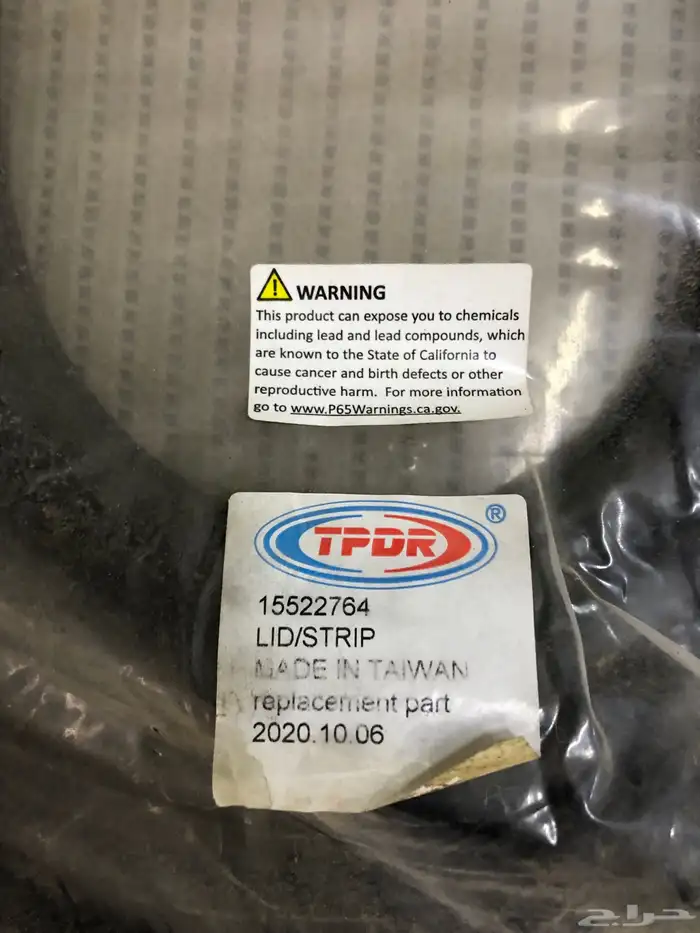 WARNING
This product can expose you to chemicals
including lead and lead compounds, which
are known to the State of California to
cause cancer and birth defects or other
reproductive harm. For more information
go to www.P65Warnings.ca.gov.
TPDR®
15522764
LID/STRIP
MADE IN TAIWAN
replacement part
2020.10.06
حراج